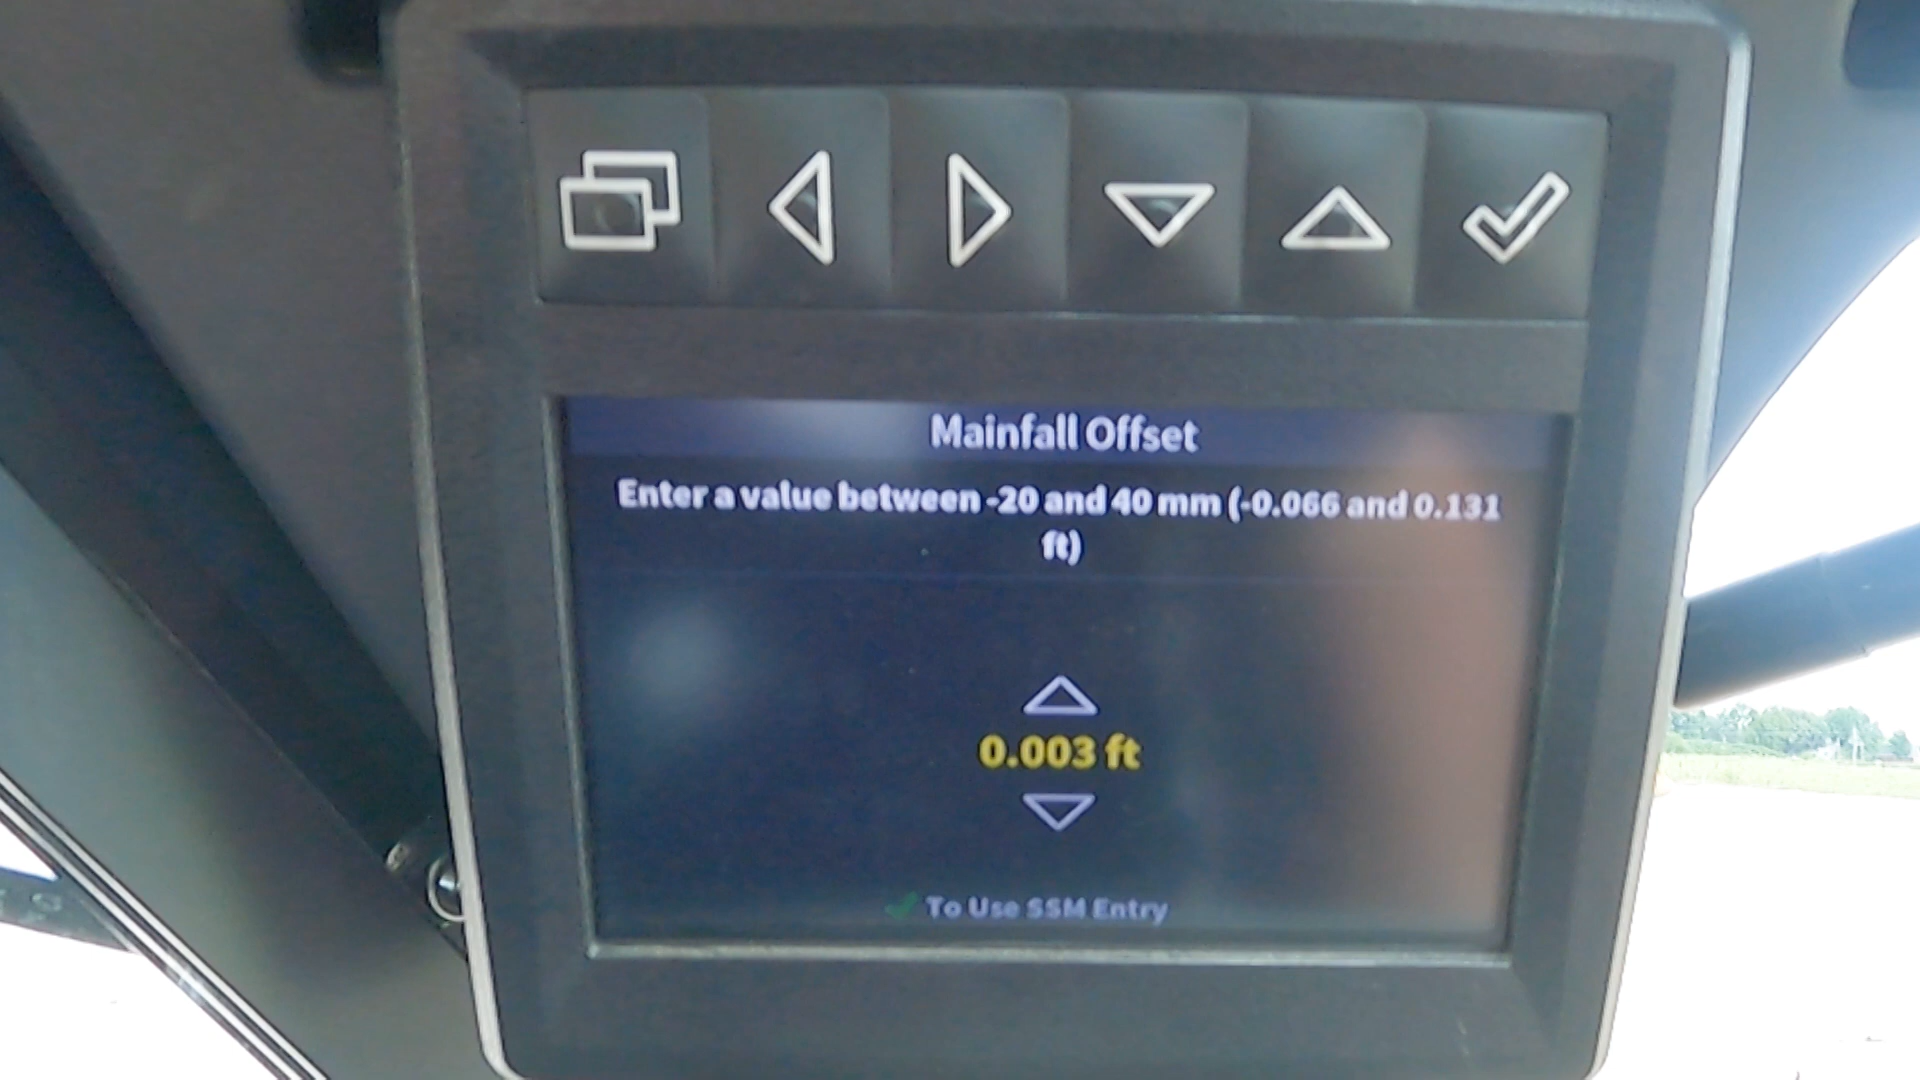 Mainfall Offset
Enter a value between -20 and 40 mm (-0.066 and 0.131
ft)
0.003 ft
To Use SSM Entry